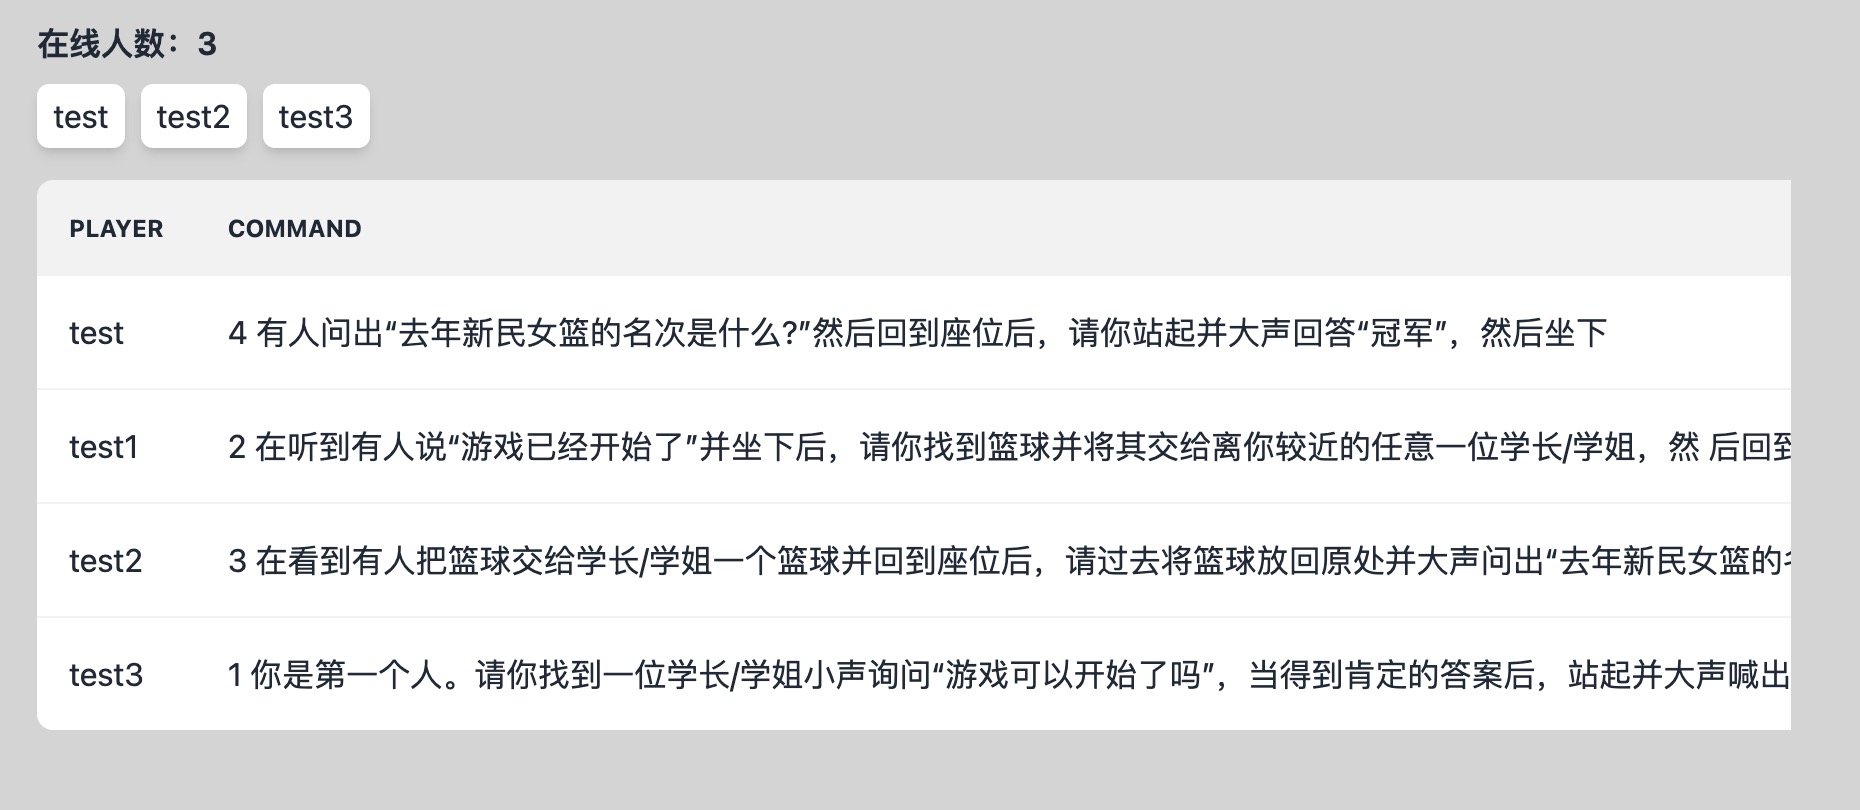 在线人数：3
test test2 test3
PLAYER COMMAND
test 4 有人问出“去年新民女篮的名次是什么?”然后回到座位后，请你站起并大声回答“冠军”，然后坐下
test1 2 在听到有人说“游戏已经开始了”并坐下后，请你找到篮球并将其交给离你较近的任意一位学长/学姐，然 后回到
test2 3 在看到有人把篮球交给学长/学姐一个篮球并回到座位后，请过去将篮球放回原处并大声问出“去年新民女篮的
test3 1 你是第一个人。请你找到一位学长/学姐小声询问“游戏可以开始了吗”，当得到肯定的答案后，站起并大声喊出